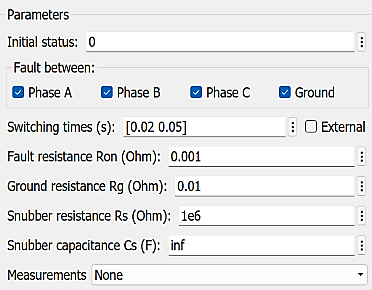 Parameters
Initial status: 0
Fault between:
Phase A Phase B Phase C Ground
Switching times (s): [0.02 0.05] External
Fault resistance Ron (Ohm): 0.001
Ground resistance Rg (Ohm): 0.01
Snubber resistance Rs (Ohm): 1e6
Snubber capacitance Cs (F): inf
Measurements None